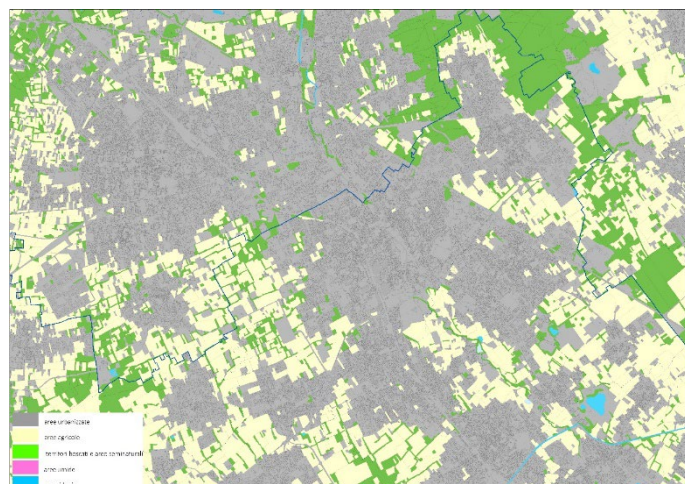 aree urbanizzate
aree agricole
territori boscati e aree seminaturali
aree umide